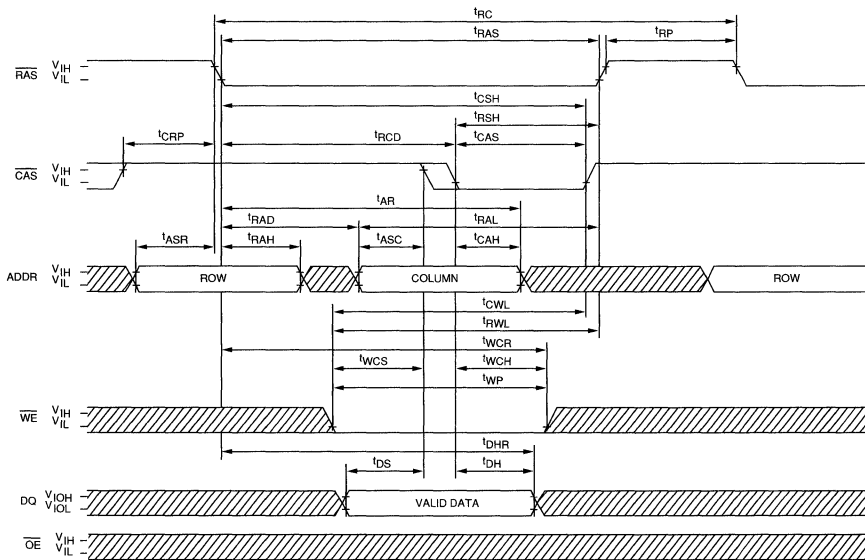 tRC
tRAS
tRP
RAS VIH
VIL
tCSH
tRSH
tCRP
tRCD
tCAS
CAS VIH
VIL
tAR
tRAD
tRAL
tASR
tRAH
tASC
tCAH
ADDR VIH
VIL
ROW
COLUMN
ROW
tCWL
tRWL
tWCR
tWCS
tWCH
tWP
WE VIH
VIL
tDHR
tDS
tDH
DQ VIOH
VIOL
VALID DATA
OE VIH
VIL